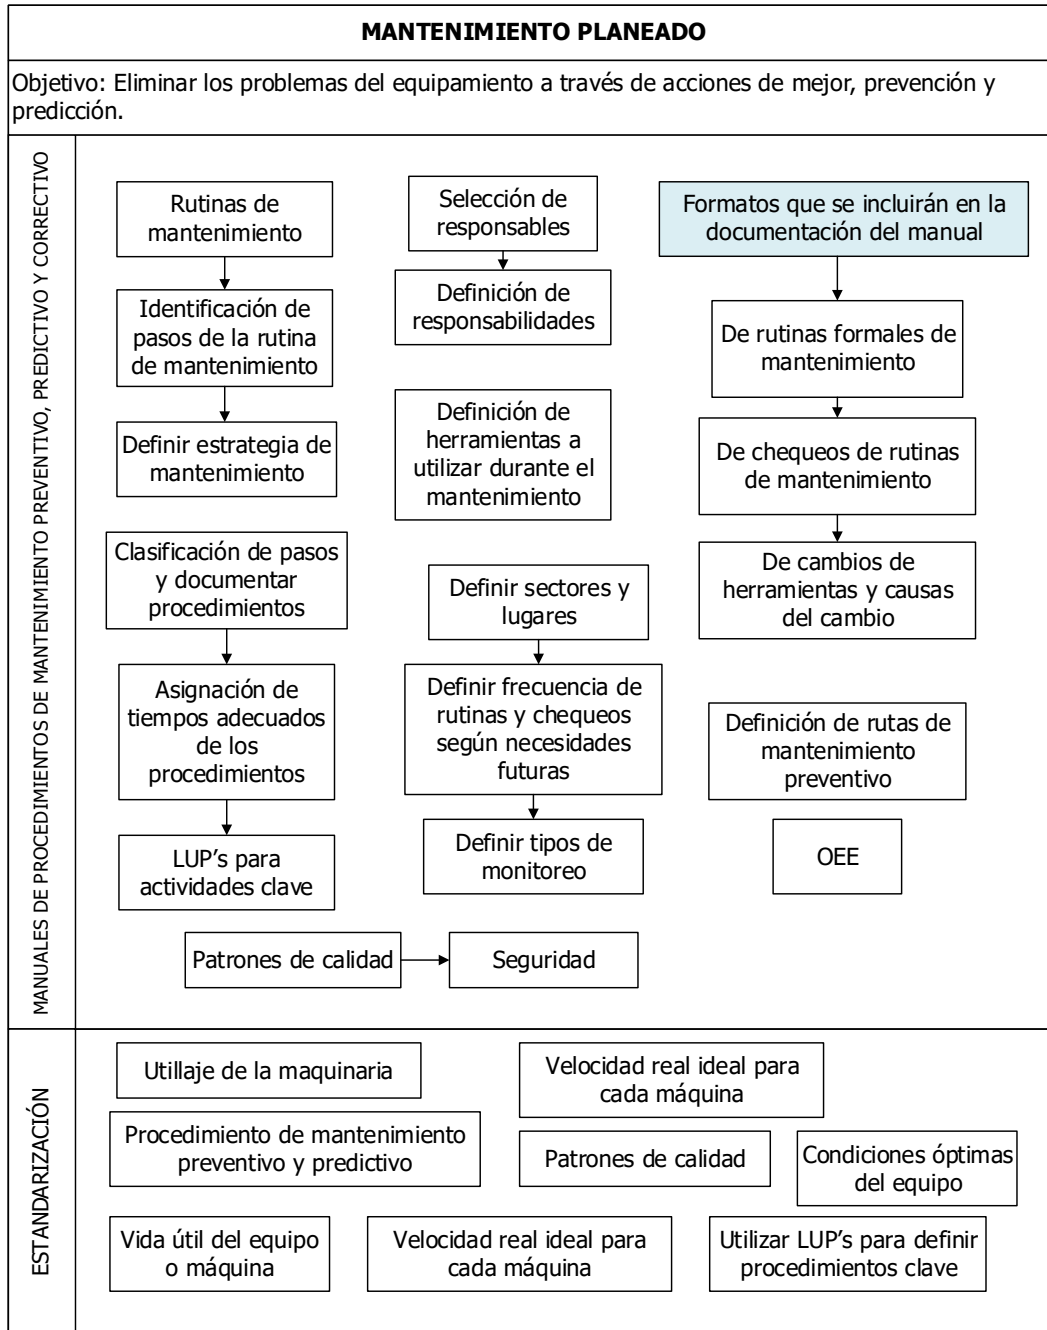 MANTENIMIENTO PLANEADO
Objetivo: Eliminar los problemas del equipamiento a través de acciones de mejor, prevención y
predicción.
MANUALES DE PROCEDIMIENTOS DE MANTENIMIENTO PREVENTIVO, PREDICTIVO Y CORRECTIVO
Rutinas de
mantenimiento
Identificación de
pasos de la rutina
de mantenimiento
Definir estrategia de
mantenimiento
Clasificación de pasos
y documentar
procedimientos
Asignación de
tiempos adecuados
de los
procedimientos
LUP’s para
actividades clave
Selección de
responsables
Definición de
responsabilidades
Definición de
herramientas a
utilizar durante el
mantenimiento
Definir sectores y
lugares
Definir frecuencia de
rutinas y chequeos
según necesidades
futuras
Definir tipos de
monitoreo
Formatos que se incluirán en la
documentación del manual
De rutinas formales de
mantenimiento
De chequeos de rutinas
de mantenimiento
De cambios de
herramientas y causas
del cambio
Definición de rutas de
mantenimiento
preventivo
OEE
Patrones de calidad
Seguridad
ESTANDARIZACIÓN
Utillaje de la maquinaria
Velocidad real ideal para
cada máquina
Procedimiento de mantenimiento
preventivo y predictivo
Patrones de calidad
Condiciones óptimas
del equipo
Vida útil del equipo
o máquina
Velocidad real ideal para
cada máquina
Utilizar LUP’s para definir
procedimientos clave